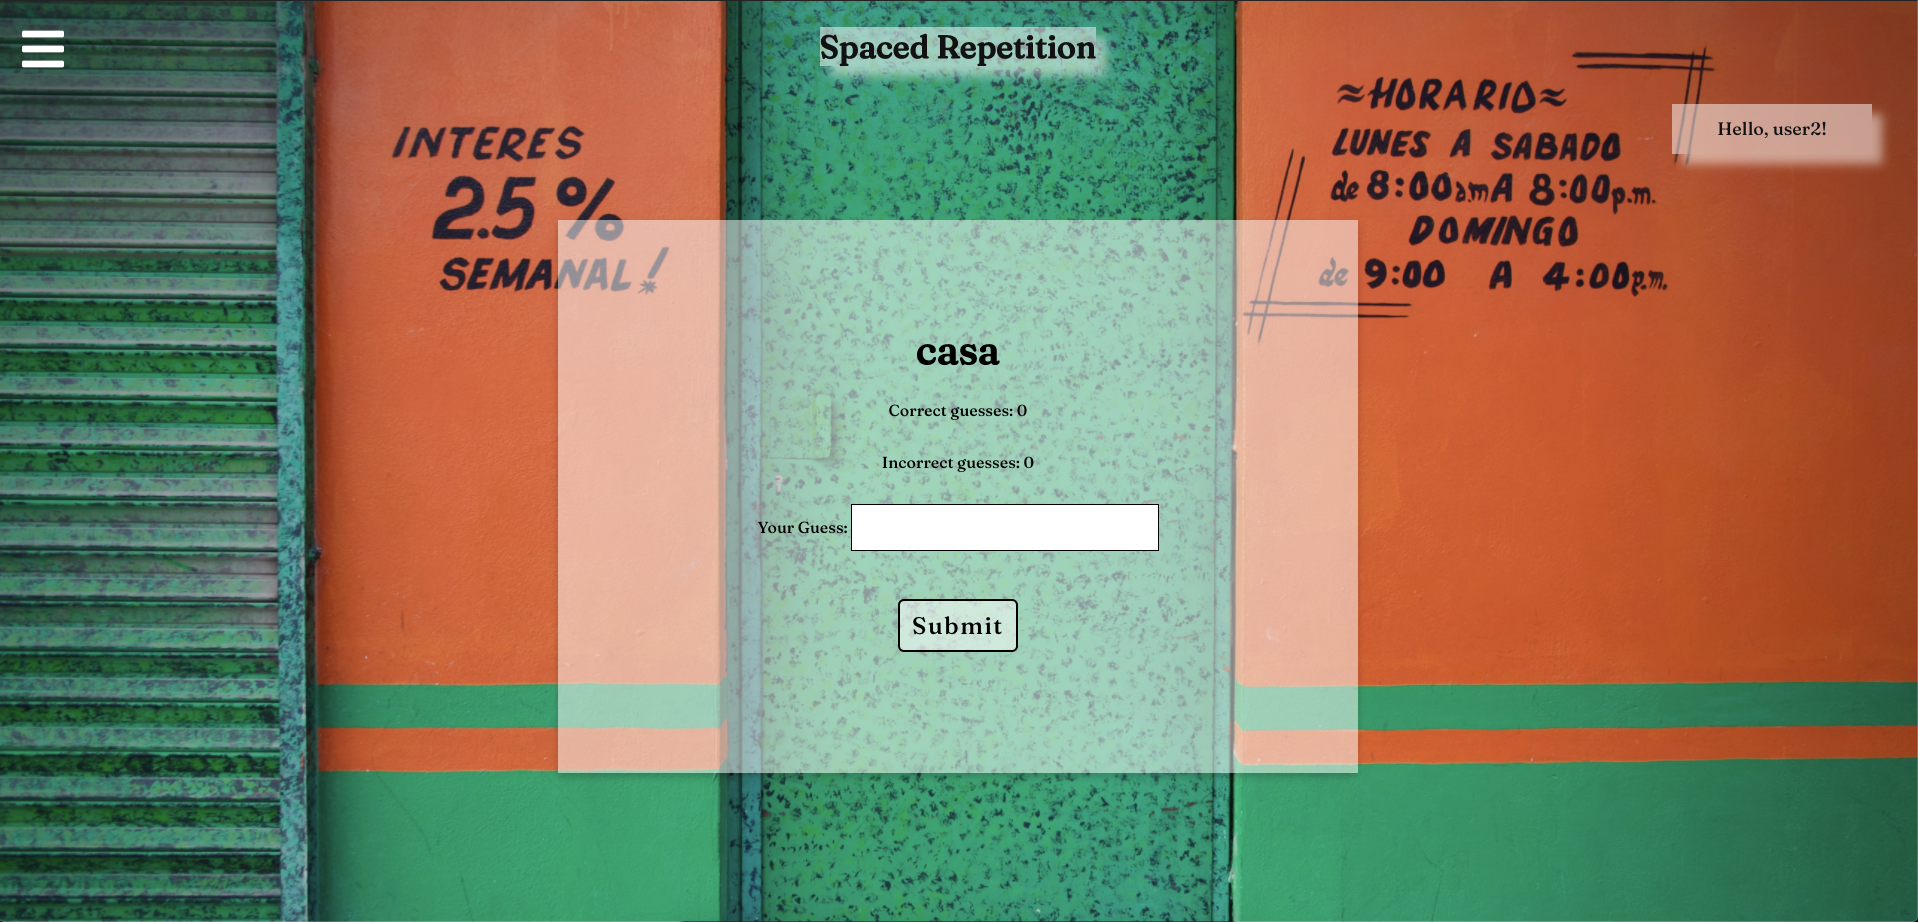 Spaced Repetition
Hello, user2!
INTERES
2.5%
SEMANAL!
≈HORARIO≈
LUNES A SABADO
de 8:00a.m A 8:00p.m.
DOMINGO
de 9:00 A 4:00p.m.
casa
Correct guesses: 0
Incorrect guesses: 0
Your Guess:
Submit